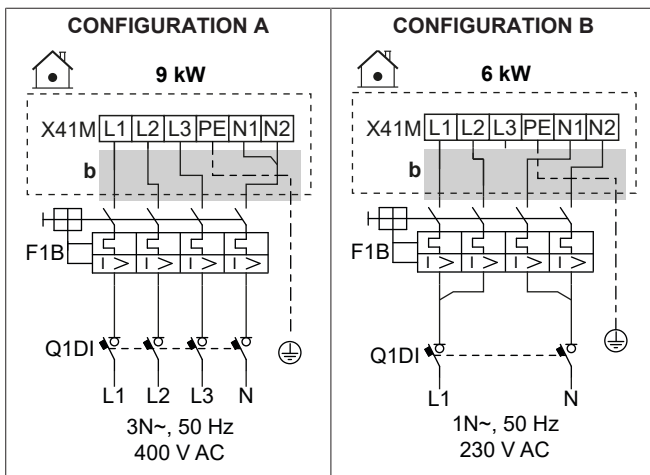 CONFIGURATION A
9 kW
X41M L1 L2 L3 PE N1 N2
b
F1B
I > I > I > I >
Q1DI
L1 L2 L3 N
3N~, 50 Hz
400 V AC
CONFIGURATION B
6 kW
X41M L1 L2 L3 PE N1 N2
b
F1B
I > I > I > I >
Q1DI
L1 N
1N~, 50 Hz
230 V AC